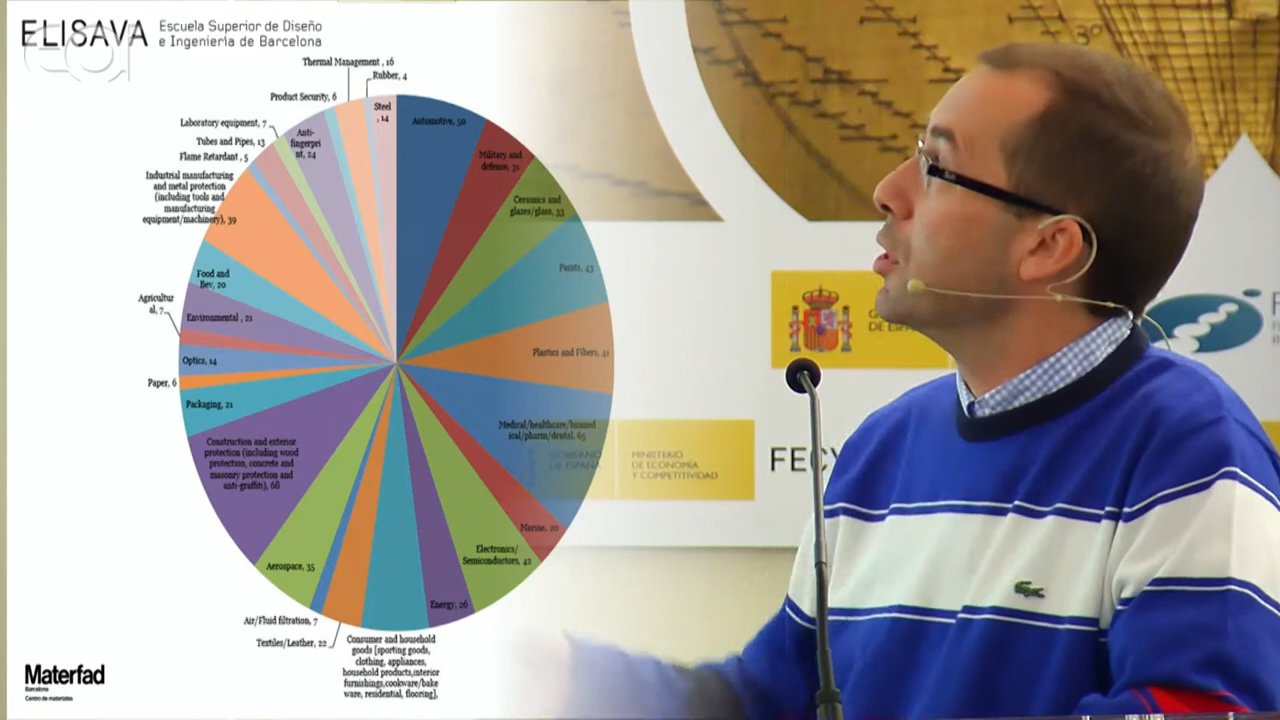 ELISAVA
Escuela Superior de Diseño
e Ingeniería de Barcelona
eoi
Thermal Management , 16
Rubber, 4
Product Security, 6
Steel
, 14
Automotive, 50
Laboratory equipment, 7
Anti-
fingerpri
nt, 24
Tubes and Pipes, 13
Flame Retardant , 5
Military and
defense, 31
Industrial manufacturing
and metal protection
(including tools and
manufacturing
equipment/machinery), 39
Ceramics and
glazes/glass, 33
Paints, 43
Food and
Bev, 20
Agricultur
al, 7
Environmental , 21
Optics, 14
Plastics and Fibers, 41
Paper, 6
Packaging, 21
Medical/healthcare/biomed
ical/pharm/dental, 65
Construction and exterior
protection (including wood
protection, concrete and
masonry protection and
anti-graffiti), 68
Marine, 20
Electronics/
Semiconductors, 42
Aerospace, 35
Energy, 26
Air/Fluid filtration, 7
Textiles/Leather, 22
Consumer and household
goods [sporting goods,
clothing, appliances,
household products,interior
furnishings,cookware/bake
ware, residential, flooring],
Materfad
Barcelona
Centro de materiales
GOBIERNO
DE ESPAÑA
MINISTERIO
DE ECONOMÍA
Y COMPETITIVIDAD
FECY
3º